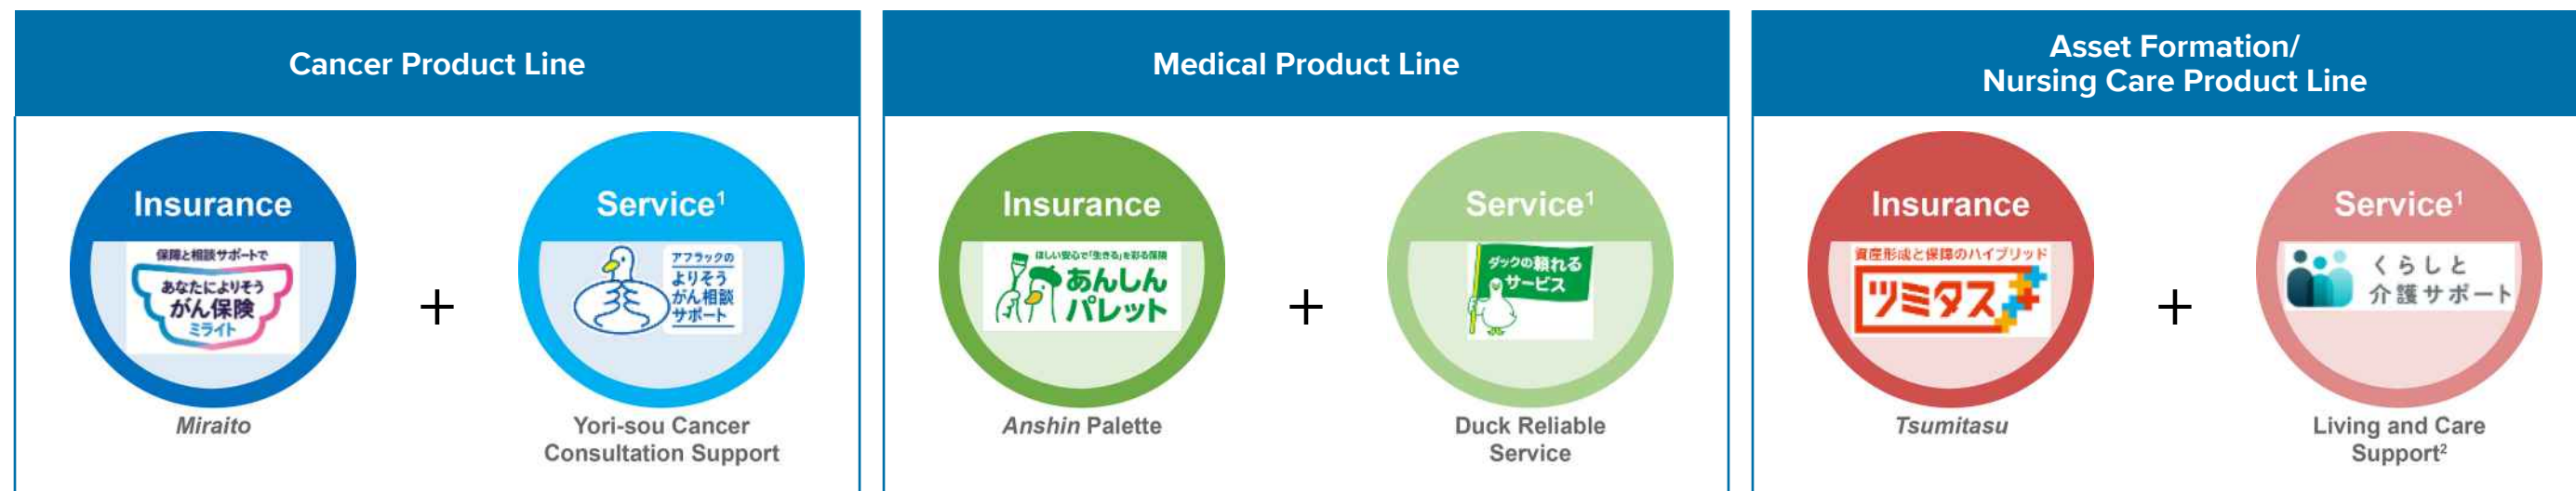 Cancer Product Line
Insurance
保障と相談サポートで
あなたによりそう
がん保険
ミライト
Miraito
+
Service1
アフラックの
よりそう
がん相談
サポート
Yori-sou Cancer
Consultation Support
Medical Product Line
Insurance
ほしい安心で「生きる」を彩る保険
あんしん
パレット
Anshin Palette
+
Service1
ダックの頼れる
サービス
Duck Reliable
Service
Asset Formation/
Nursing Care Product Line
Insurance
資産形成と保障のハイブリッド
ツミタス
Tsumitasu
+
Service1
くらしと
介護サポート
Living and Care
Support2